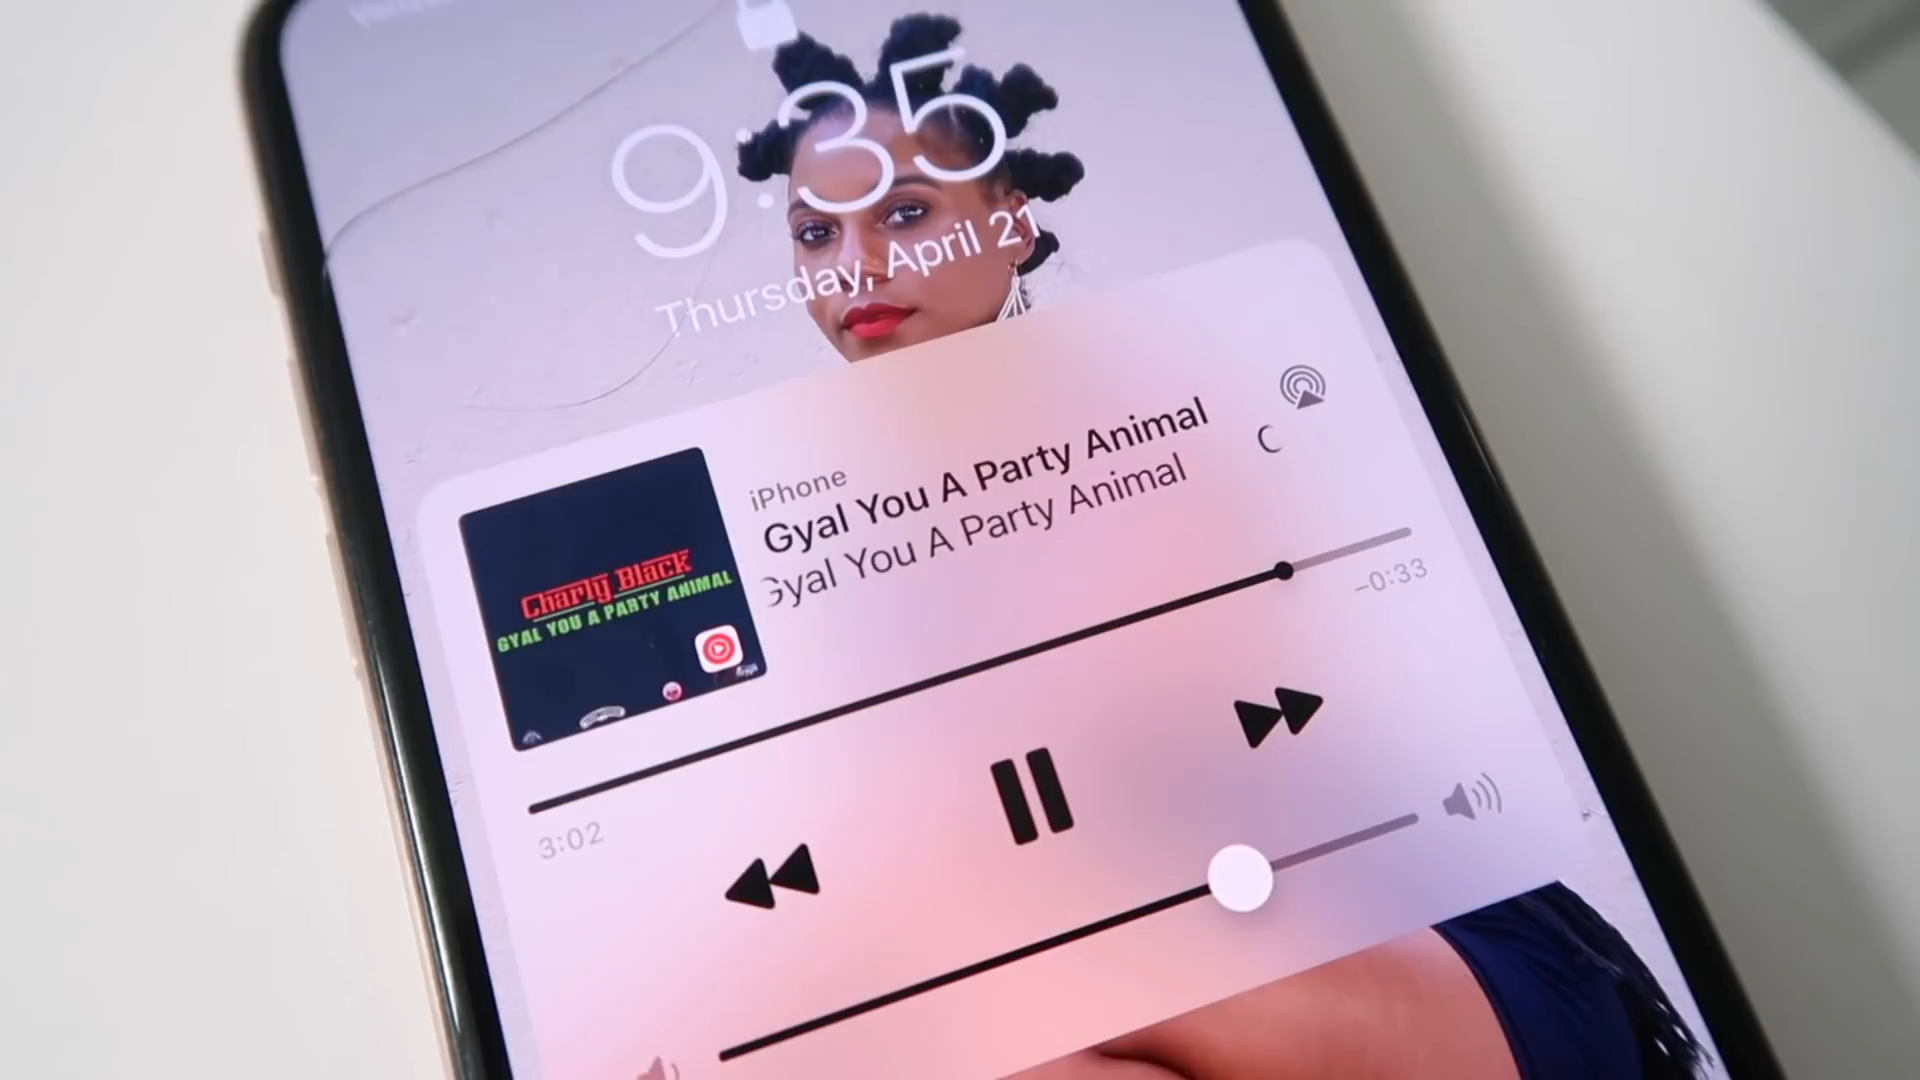 9:35
Thursday, April 21
iPhone
Gyal You A Party Animal
Gyal You A Party Animal
C
Charly Black
GYAL YOU A PARTY ANIMAL
-0:33
3:02